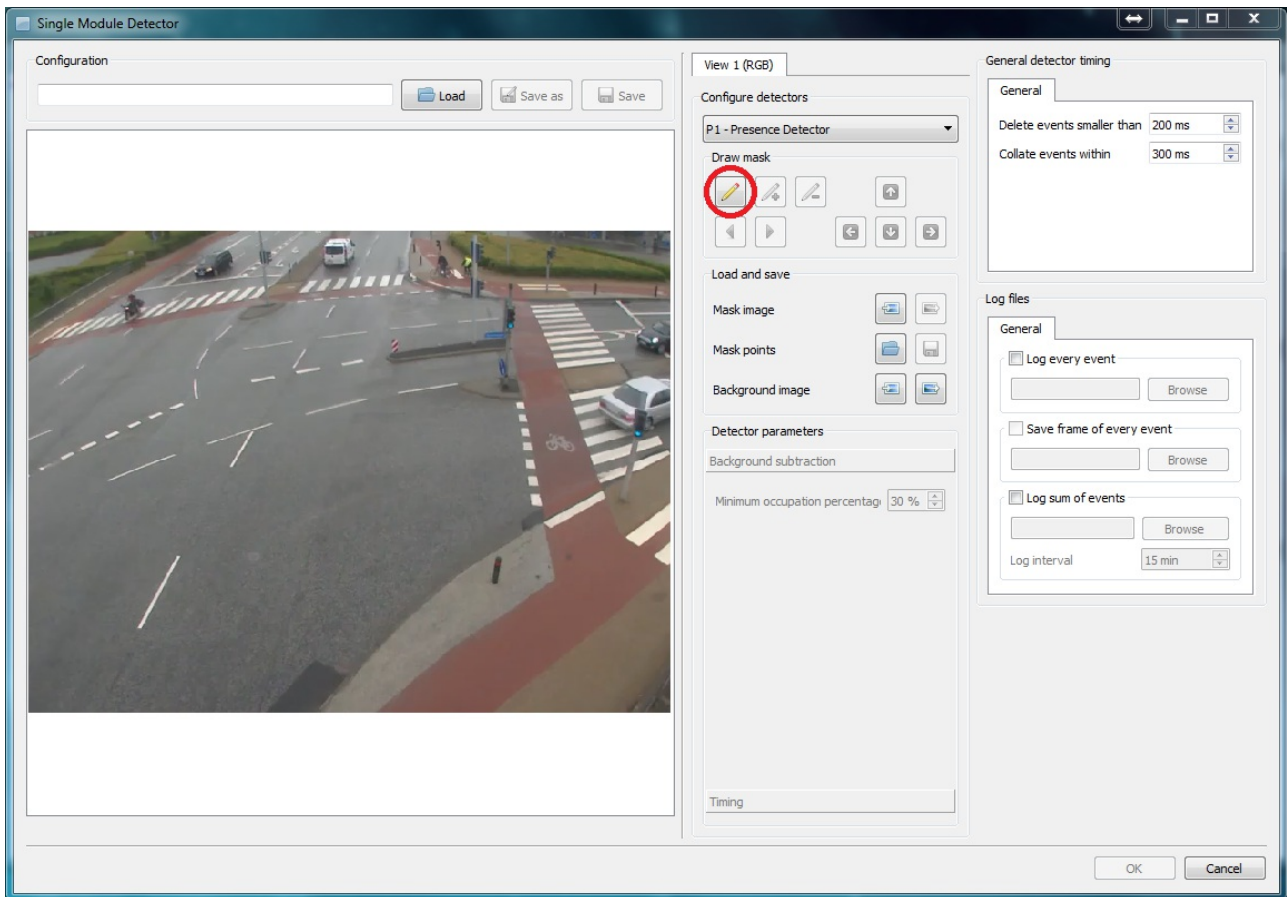 Single Module Detector
Configuration
Load
Save as
Save
View 1 (RGB)
Configure detectors
P1 - Presence Detector
Draw mask
Load and save
Mask image
Mask points
Background image
Detector parameters
Background subtraction
Minimum occupation percentag
30 %
Timing
General detector timing
General
Delete events smaller than 200 ms
Collate events within 300 ms
Log files
General
Log every event
Browse
Save frame of every event
Browse
Log sum of events
Browse
Log interval 15 min
OK
Cancel